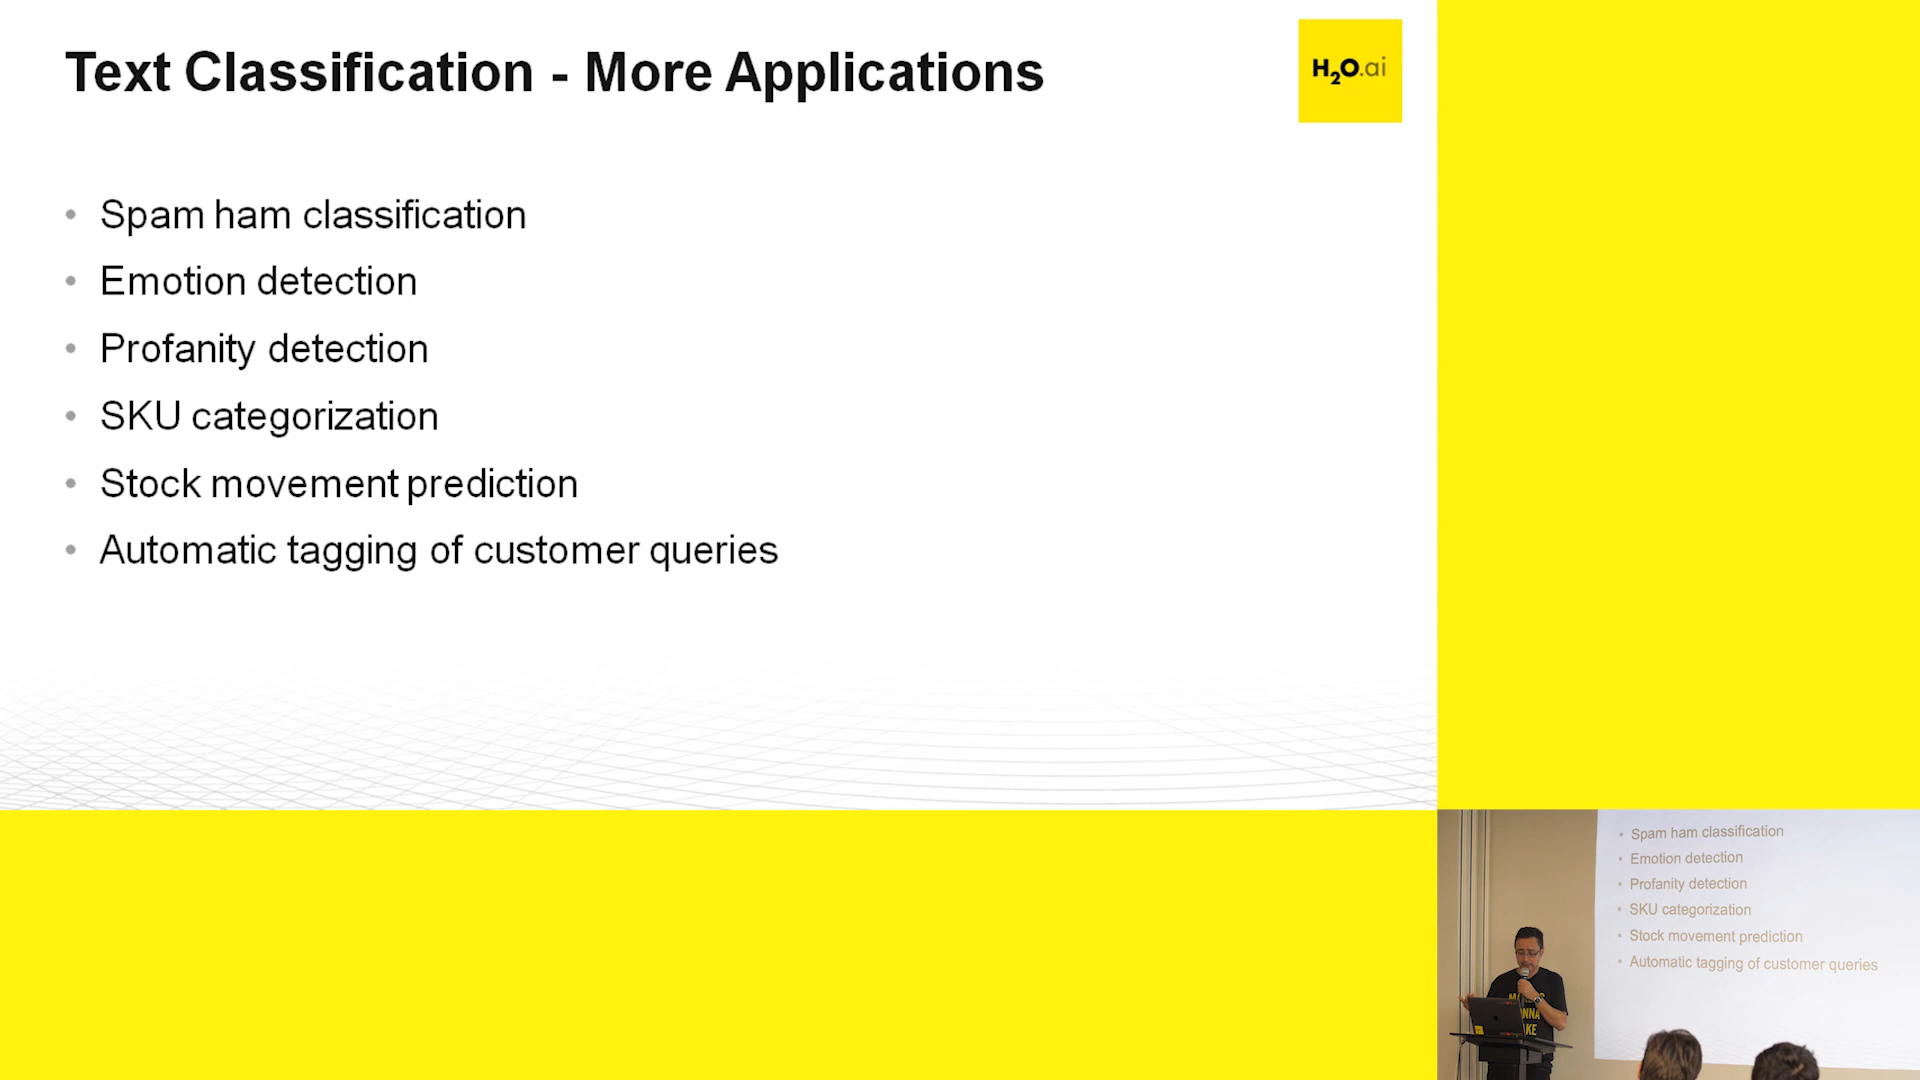 Text Classification - More Applications
H2O.ai
• Spam ham classification
• Emotion detection
• Profanity detection
• SKU categorization
• Stock movement prediction
• Automatic tagging of customer queries
• Spam ham classification
• Emotion detection
• Profanity detection
• SKU categorization
• Stock movement prediction
• Automatic tagging of customer queries